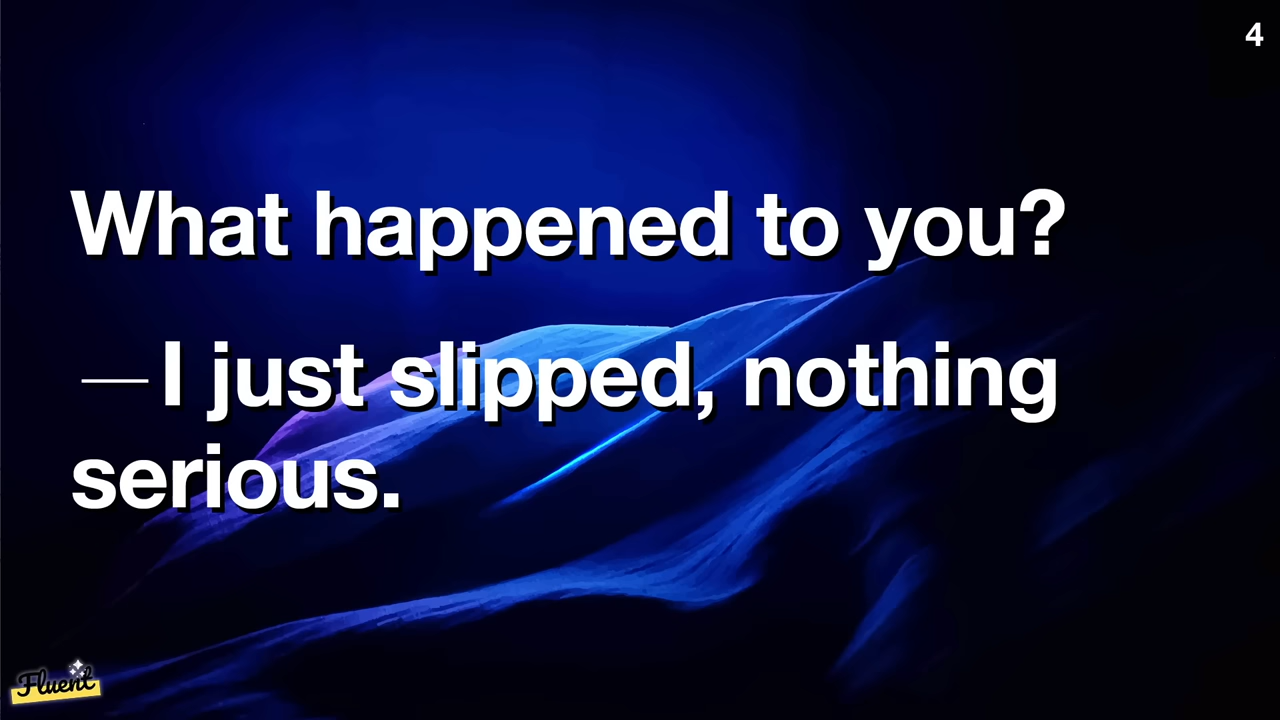 4
What happened to you?
— I just slipped, nothing
serious.
Fluent